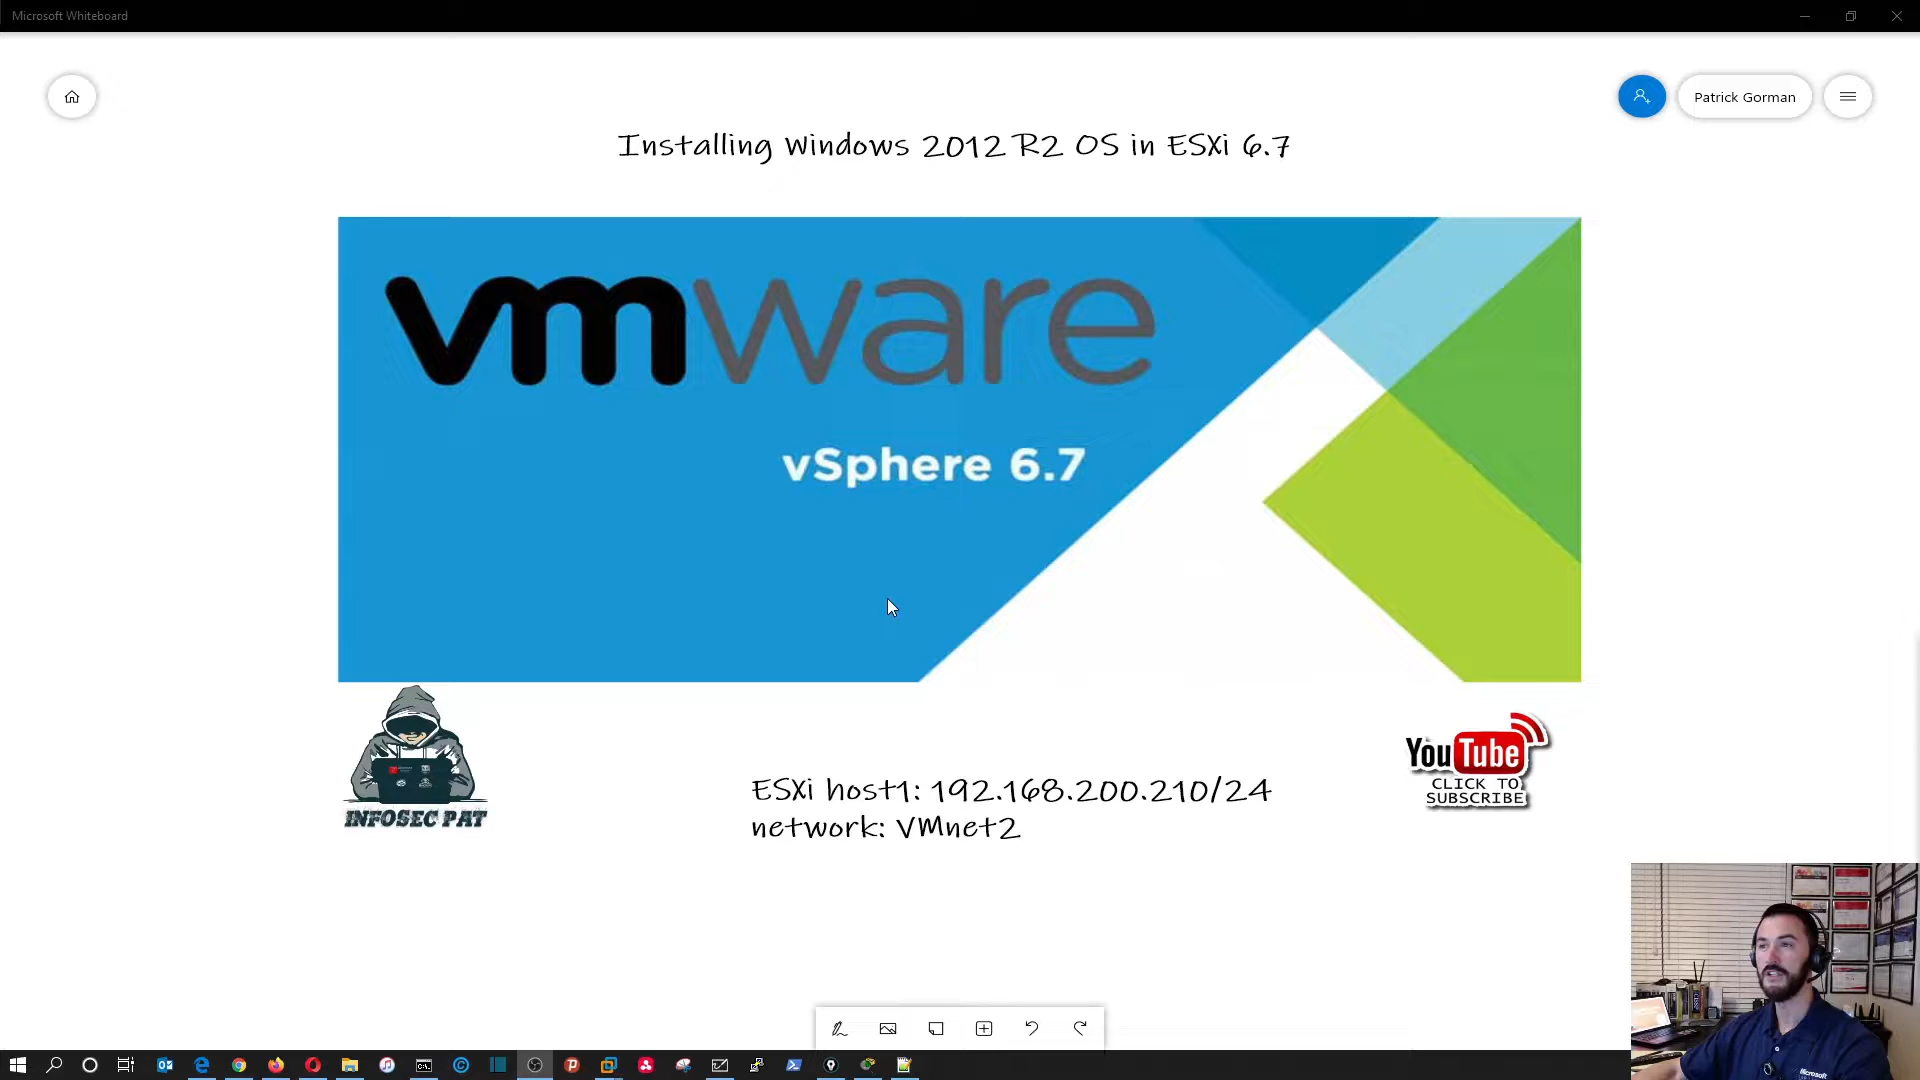 Microsoft Whiteboard
Patrick Gorman
Installing Windows 2012 R2 OS in ESXi 6.7
vmware
vSphere 6.7
INFOSEC PAT
ESXi host1: 192.168.200.210/24
network: VMnet2
YouTube
CLICK TO
SUBSCRIBE
Microsoft